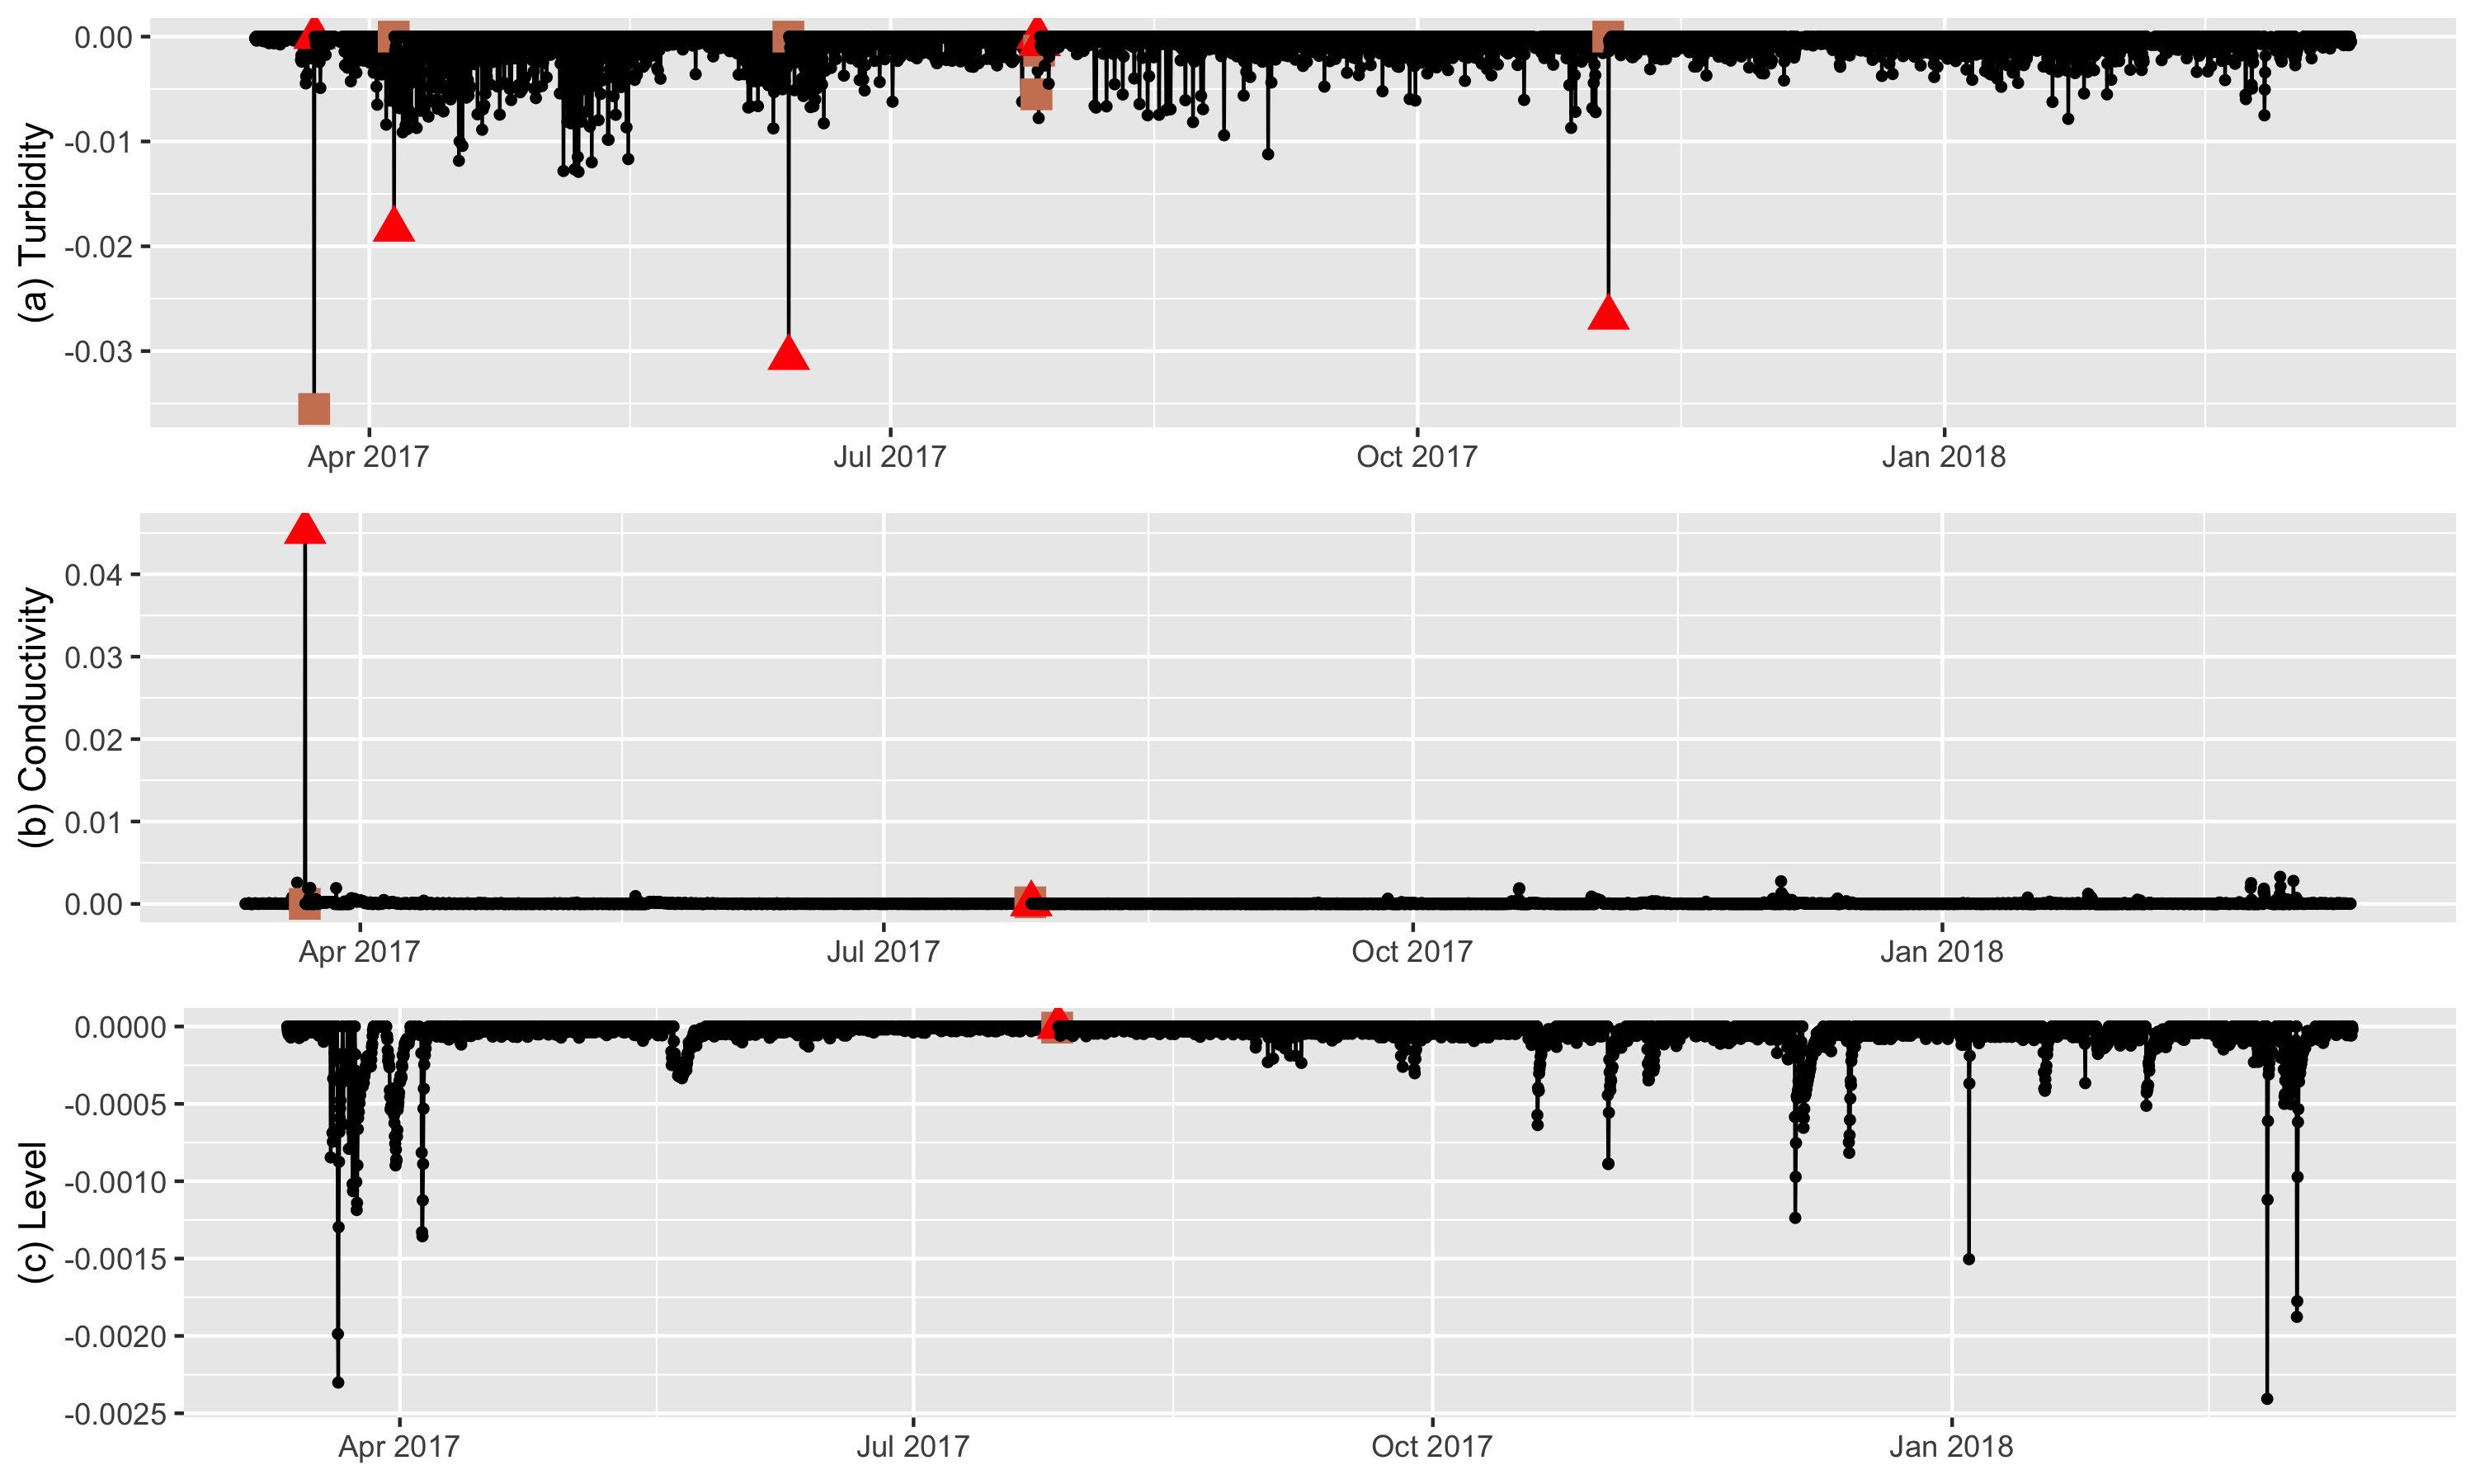 (a) Turbidity
0.00
-0.01
-0.02
-0.03
Apr 2017 Jul 2017 Oct 2017 Jan 2018
(b) Conductivity
0.04
0.03
0.02
0.01
0.00
Apr 2017 Jul 2017 Oct 2017 Jan 2018
(c) Level
0.0000
-0.0005
-0.0010
-0.0015
-0.0020
-0.0025
Apr 2017 Jul 2017 Oct 2017 Jan 2018